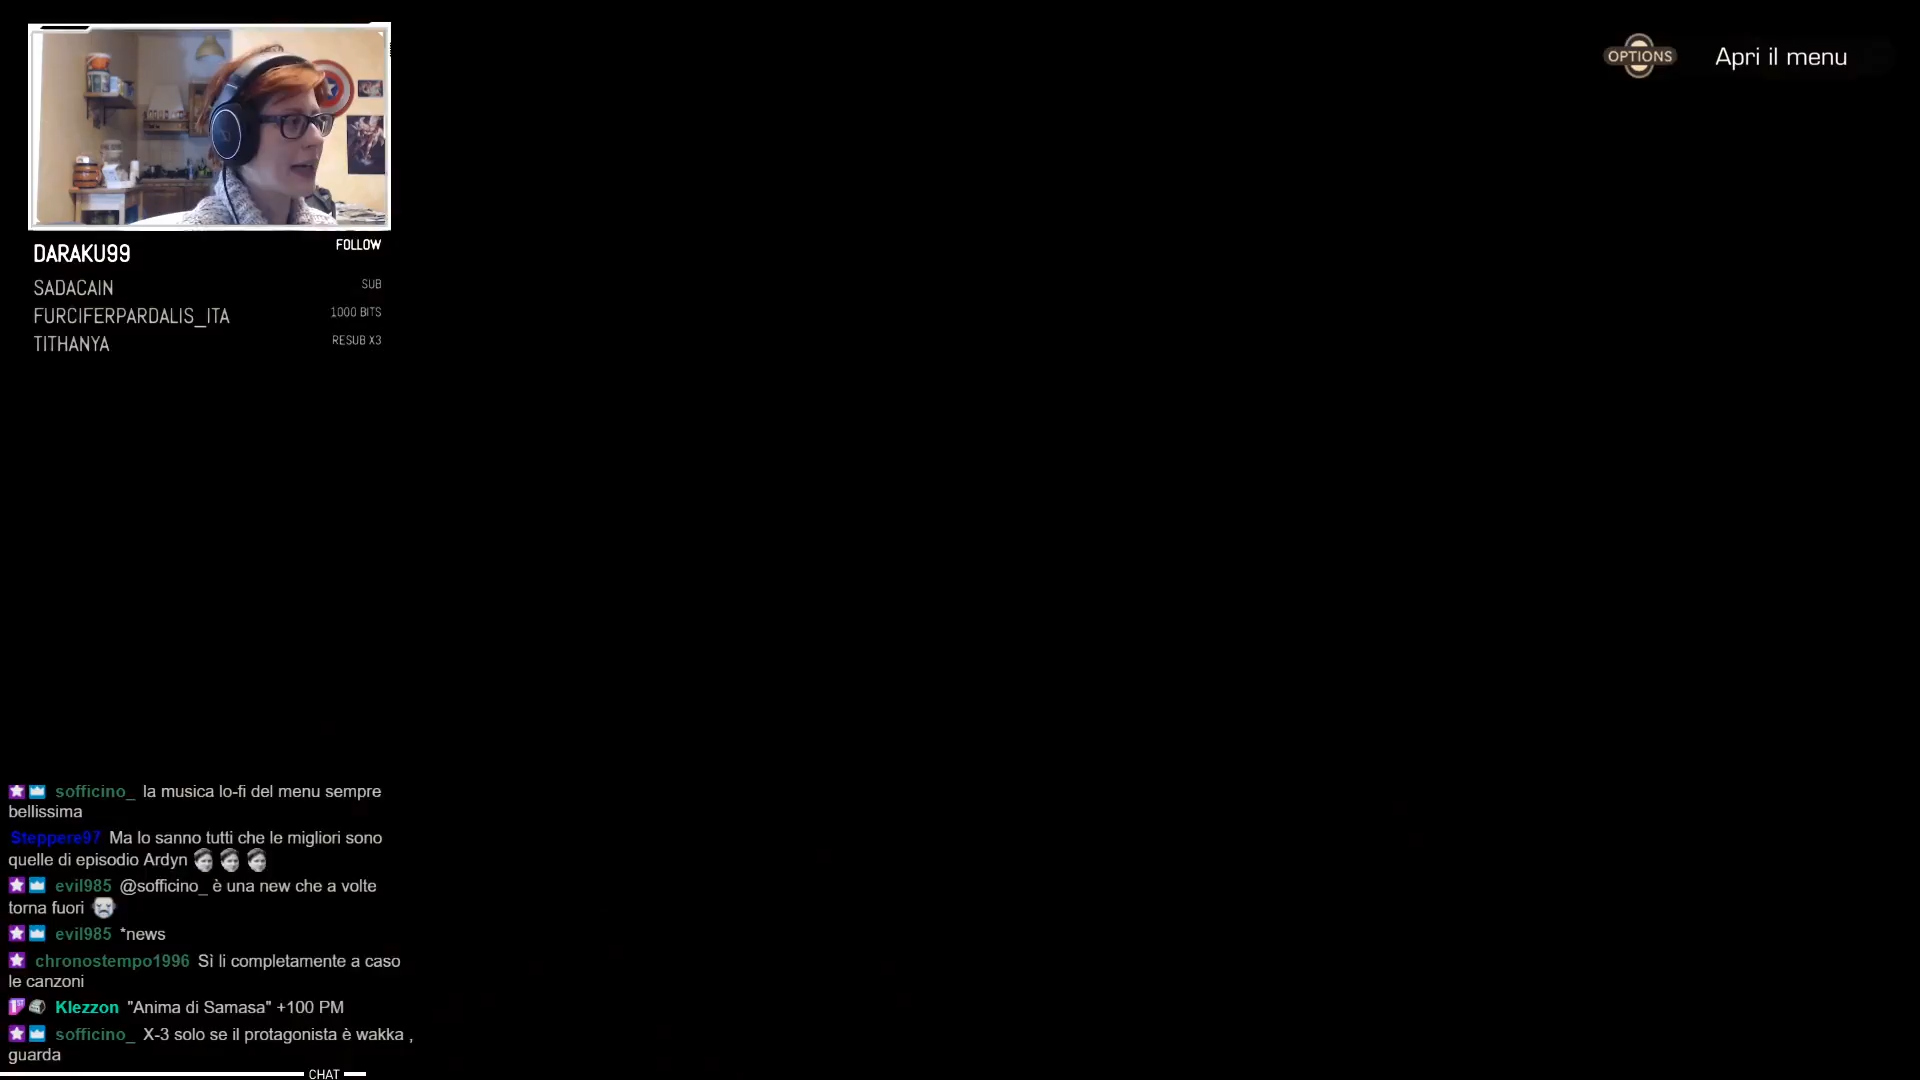 OPTIONS Apri il menu
DARAKU99 FOLLOW
SADACAIN SUB
FURCIFERPARDALIS_ITA 1000 BITS
TITHANYA RESUB X3
sofficino_ la musica lo-fi del menu sempre
bellissima
Steppere97 Ma lo sanno tutti che le migliori sono
quelle di episodio Ardyn
evil985 @sofficino_ è una new che a volte
torna fuori
evil985 *news
chronostempo1996 Sì li completamente a caso
le canzoni
Klezzon "Anima di Samasa" +100 PM
sofficino_ X-3 solo se il protagonista è wakka ,
guarda
CHAT